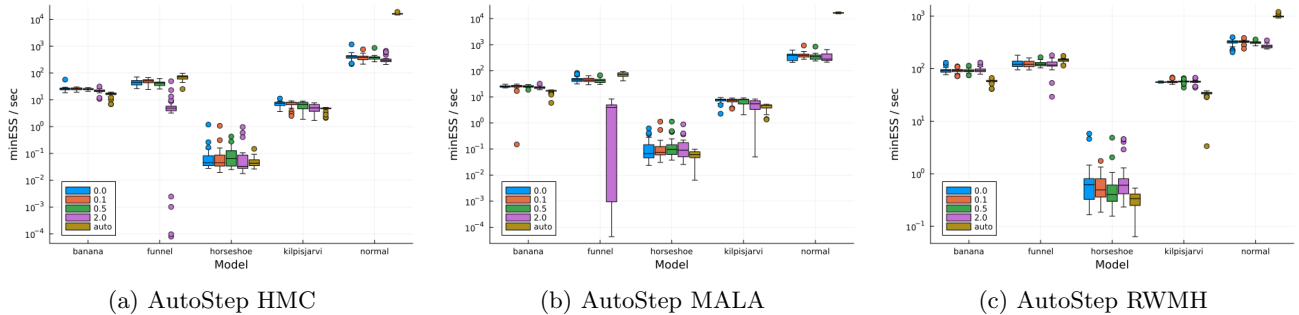 minESS / sec
10⁴
10³
10²
10¹
10⁰
10⁻¹
10⁻²
10⁻³
10⁻⁴
0.0
0.1
0.5
2.0
auto
banana funnel horseshoe kilpisjarvi normal
Model
(a) AutoStep HMC
minESS / sec
10⁴
10³
10²
10¹
10⁰
10⁻¹
10⁻²
10⁻³
10⁻⁴
0.0
0.1
0.5
2.0
auto
banana funnel horseshoe kilpisjarvi normal
Model
(b) AutoStep MALA
minESS / sec
10³
10²
10¹
10⁰
10⁻¹
0.0
0.1
0.5
2.0
auto
banana funnel horseshoe kilpisjarvi normal
Model
(c) AutoStep RWMH